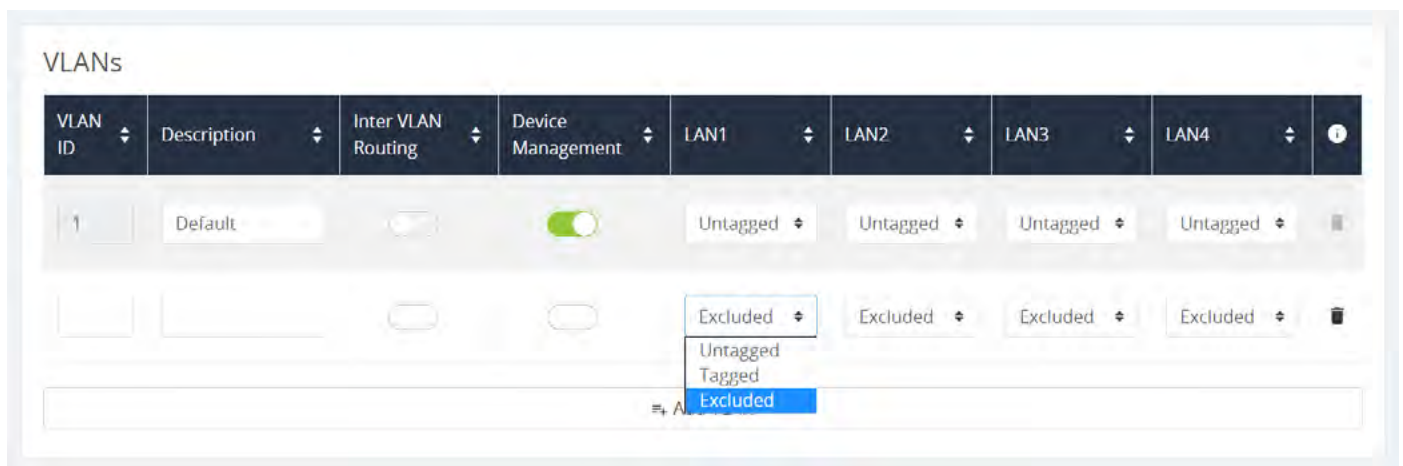 VLANs
VLAN ID
Description
Inter VLAN Routing
Device Management
LAN1
LAN2
LAN3
LAN4
1
Default
Untagged
Untagged
Untagged
Untagged
Excluded
Excluded
Excluded
Excluded
Untagged
Tagged
Excluded